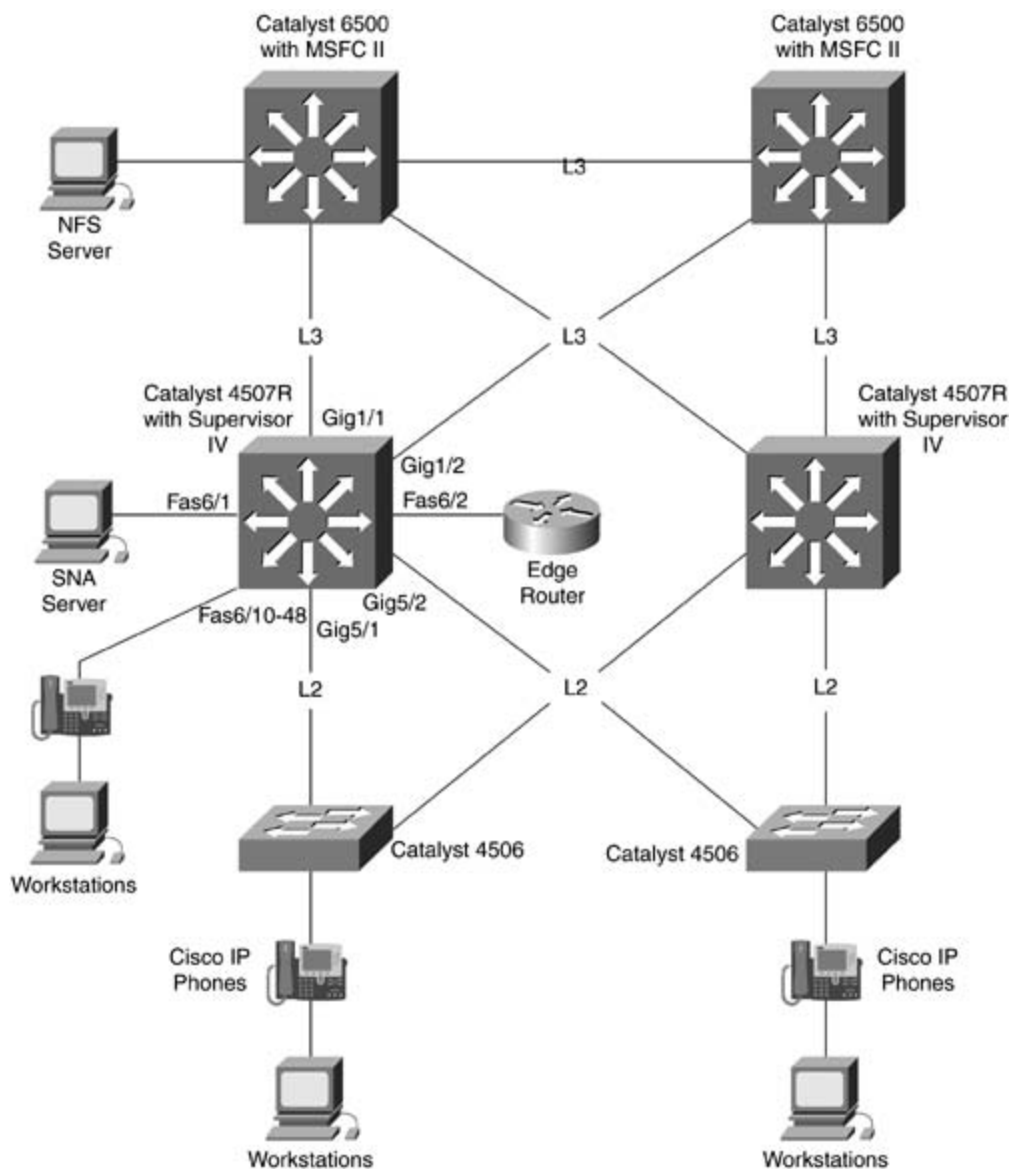 Catalyst 6500
with MSFC II
Catalyst 6500
with MSFC II
L3
NFS
Server
L3
L3
L3
Catalyst 4507R
with Supervisor
IV
Gig1/1
Catalyst 4507R
with Supervisor
IV
Gig1/2
Fas6/1
Fas6/2
SNA
Server
Edge
Router
Gig5/2
Fas6/10-48
Gig5/1
L2
L2
L2
Catalyst 4506
Catalyst 4506
Workstations
Cisco IP
Phones
Cisco IP
Phones
Workstations
Workstations